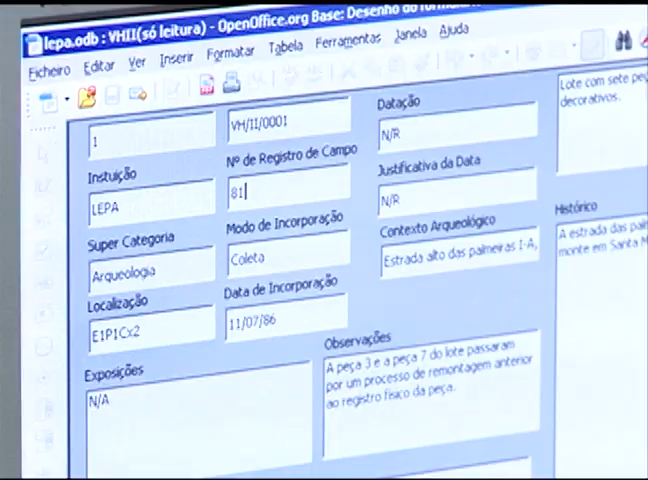 lepa.odb : VHII(só leitura) - OpenOffice.org Base: Desenho do formulá
Ficheiro Editar Ver Inserir Formatar Tabela Ferramentas Janela Ajuda
1
VH/II/0001
Datação
N/R
Lote com sete peç
decorativos.
Instuição
LEPA
Nº de Registro de Campo
81
Justificativa da Data
N/R
Super Categoria
Arqueologia
Modo de Incorporação
Coleta
Contexto Arqueológico
Estrada alto das palmeiras 1-A,
Histórico
A estrada das pal
monte em Santa M
Localização
E1P1Cx2
Data de Incorporação
11/07/86
Exposições
N/A
Observações
A peça 3 e a peça 7 do lote passaram
por um processo de remontagem anterior
ao registro físico da peça.